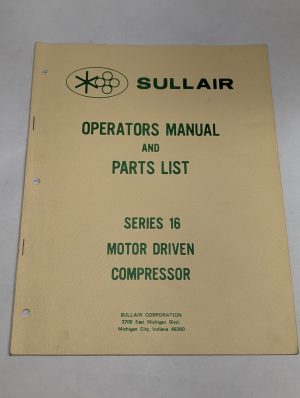 SULLAIR
OPERATORS MANUAL
AND
PARTS LIST
SERIES 16
MOTOR DRIVEN
COMPRESSOR
SULLAIR CORPORATION
3700 East Michigan Blvd.
Michigan City, Indiana 46360